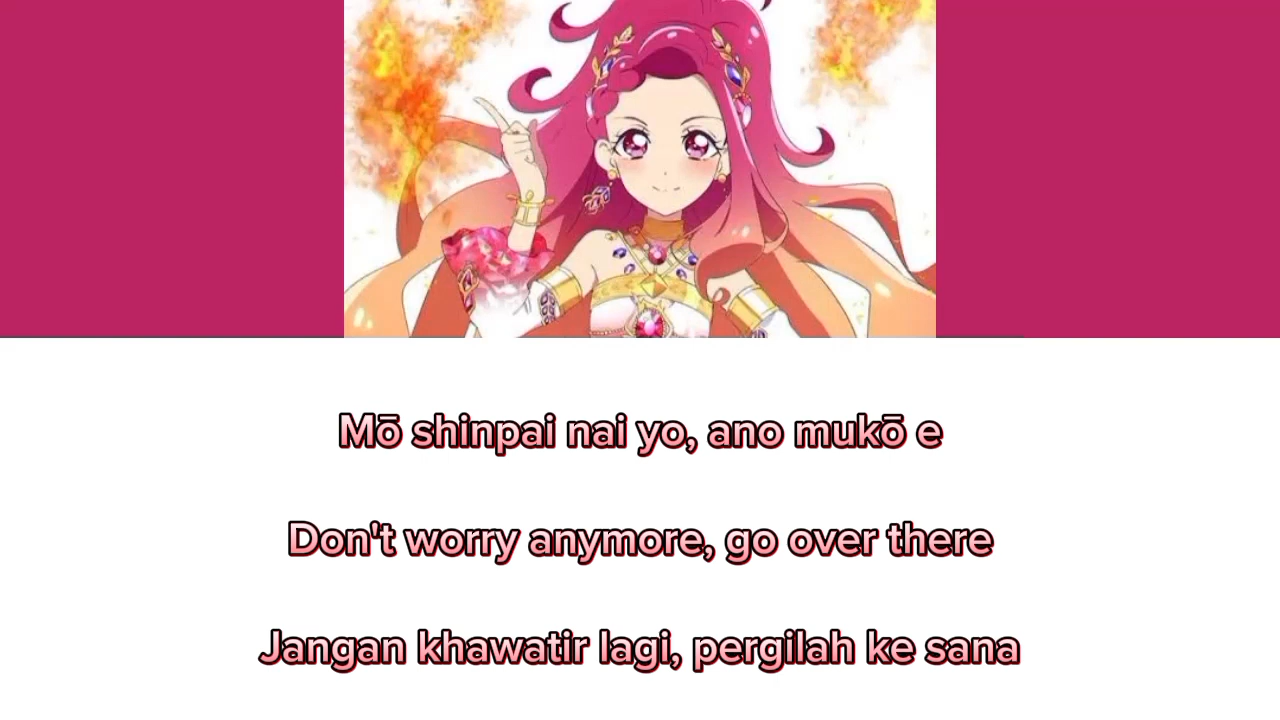 Mō shinpai nai yo, ano mukō e
Don't worry anymore, go over there
Jangan khawatir lagi, pergilah ke sana